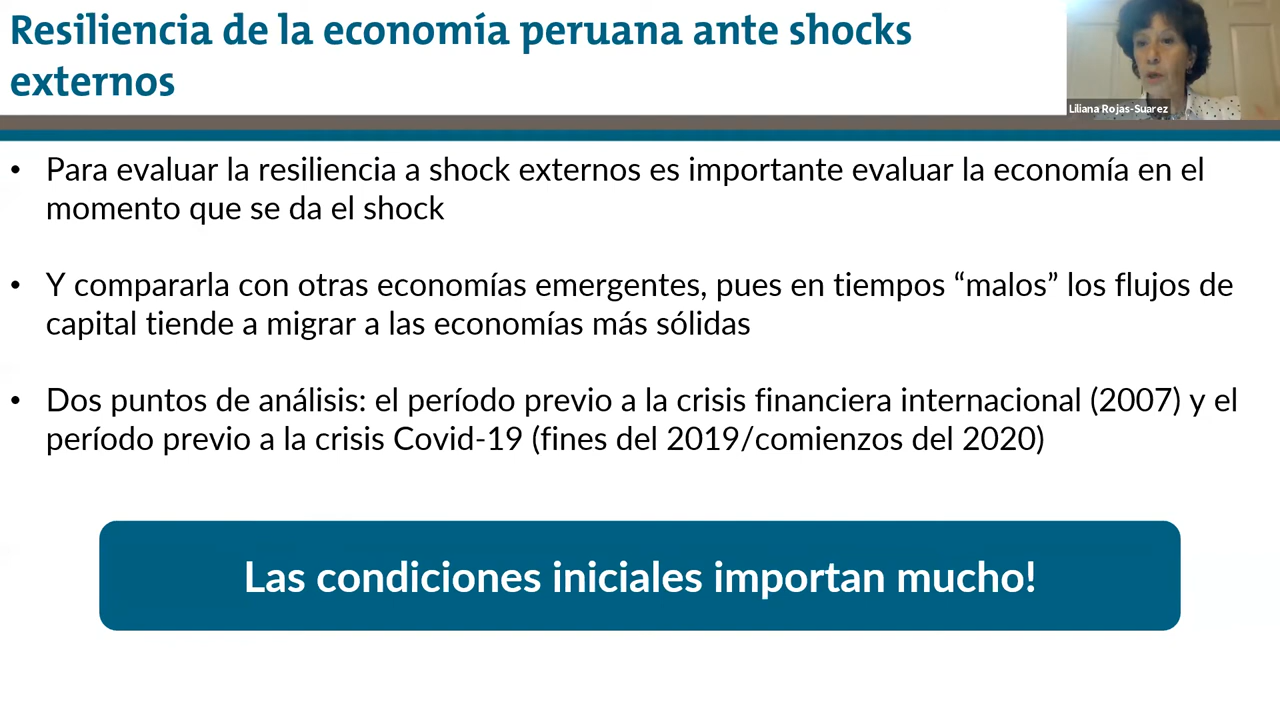 Resiliencia de la economía peruana ante shocks
externos
Liliana Rojas-Suarez
• Para evaluar la resiliencia a shock externos es importante evaluar la economía en el
momento que se da el shock
• Y compararla con otras economías emergentes, pues en tiempos “malos” los flujos de
capital tiende a migrar a las economías más sólidas
• Dos puntos de análisis: el período previo a la crisis financiera internacional (2007) y el
período previo a la crisis Covid-19 (fines del 2019/comienzos del 2020)
Las condiciones iniciales importan mucho!